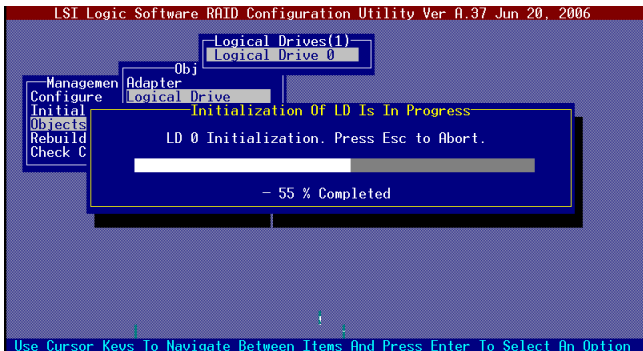 LSI Logic Software RAID Configuration Utility Ver A.37 Jun 20, 2006
Logical Drives(1)
Logical Drive 0
Obj
Adapter
Logical Drive
Managemen
Configure
Initial
Objects
Rebuild
Check C
Initialization Of LD Is In Progress
LD 0 Initialization. Press Esc to Abort.
- 55 % Completed
Use Cursor Keys To Navigate Between Items And Press Enter To Select An Option